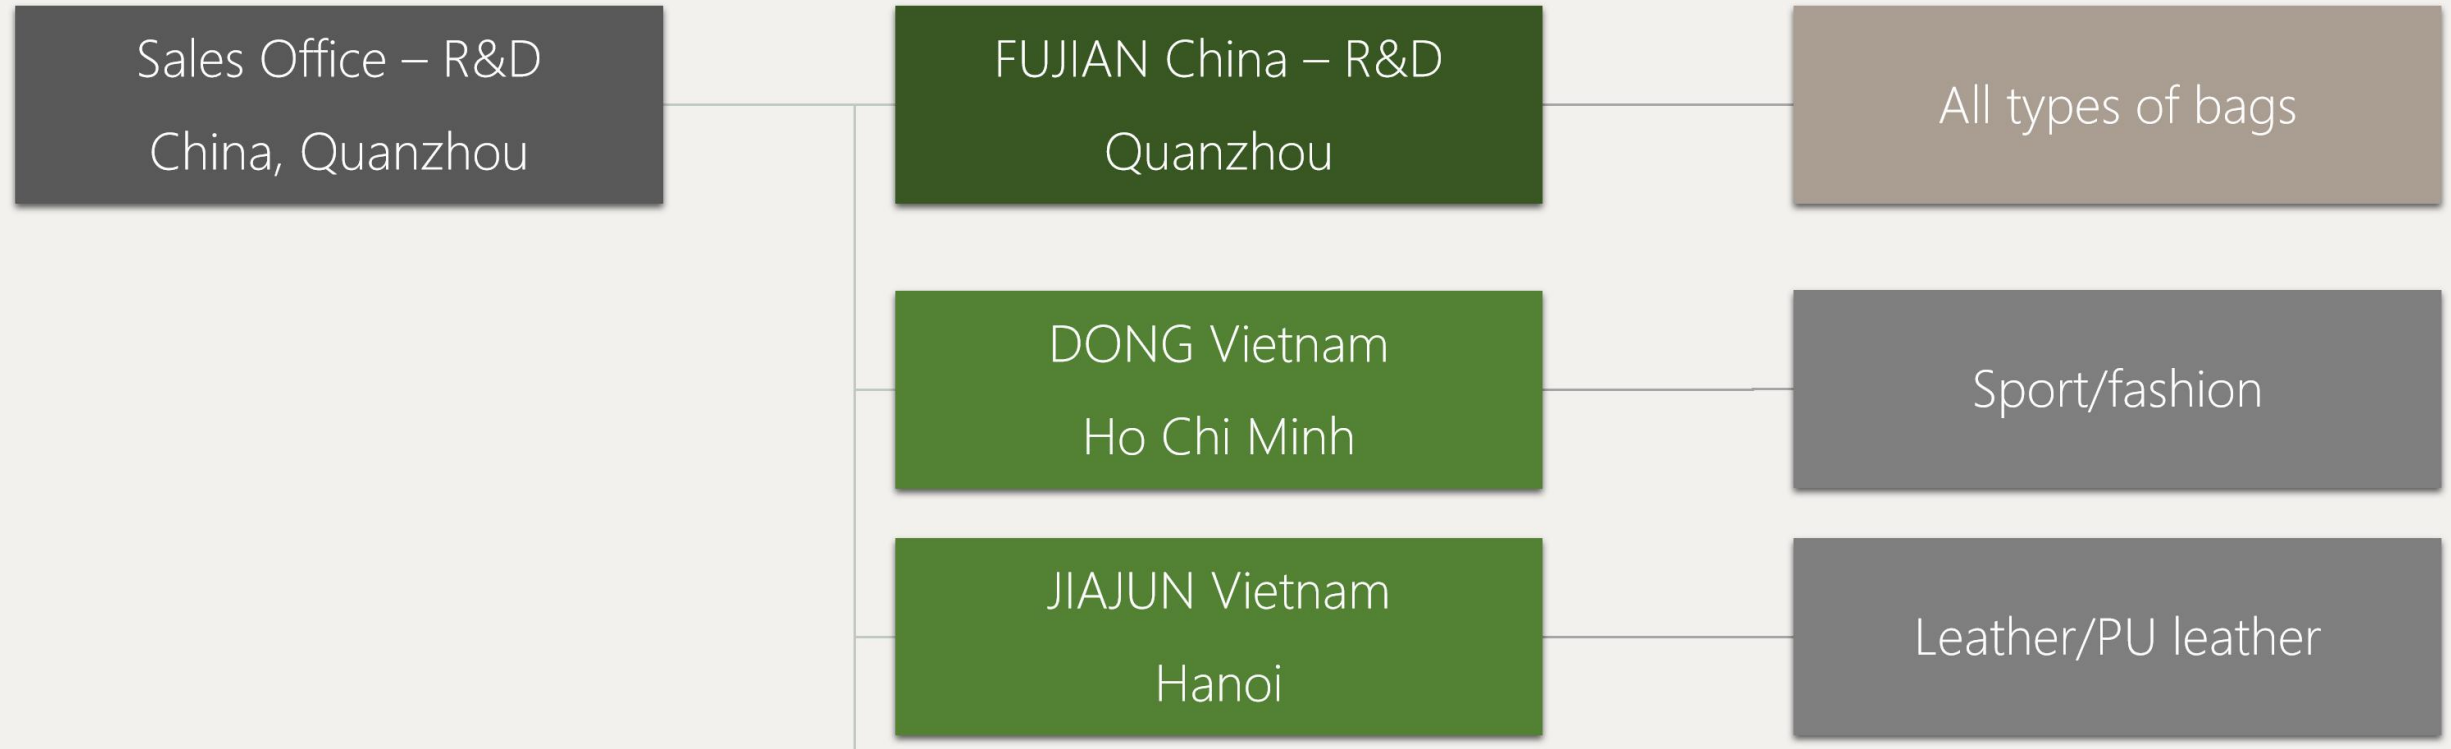 Sales Office – R&D
China, Quanzhou
FUJIAN China – R&D
Quanzhou
All types of bags
DONG Vietnam
Ho Chi Minh
Sport/fashion
JIAJUN Vietnam
Hanoi
Leather/PU leather